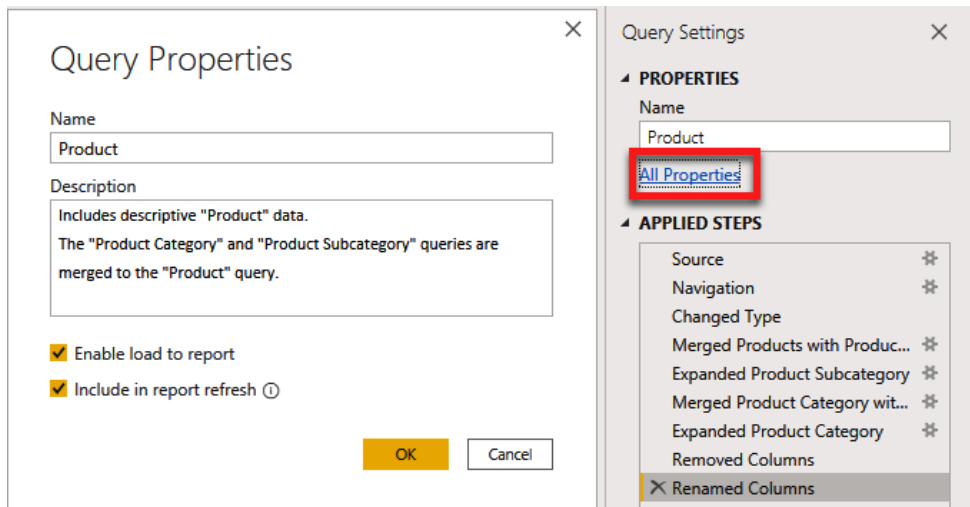 Query Properties
Name
Product
Description
Includes descriptive "Product" data.
The "Product Category" and "Product Subcategory" queries are
merged to the "Product" query.
Enable load to report
Include in report refresh
OK
Cancel
Query Settings
PROPERTIES
Name
Product
All Properties
APPLIED STEPS
Source
Navigation
Changed Type
Merged Products with Produc...
Expanded Product Subcategory
Merged Product Category wit...
Expanded Product Category
Removed Columns
Renamed Columns